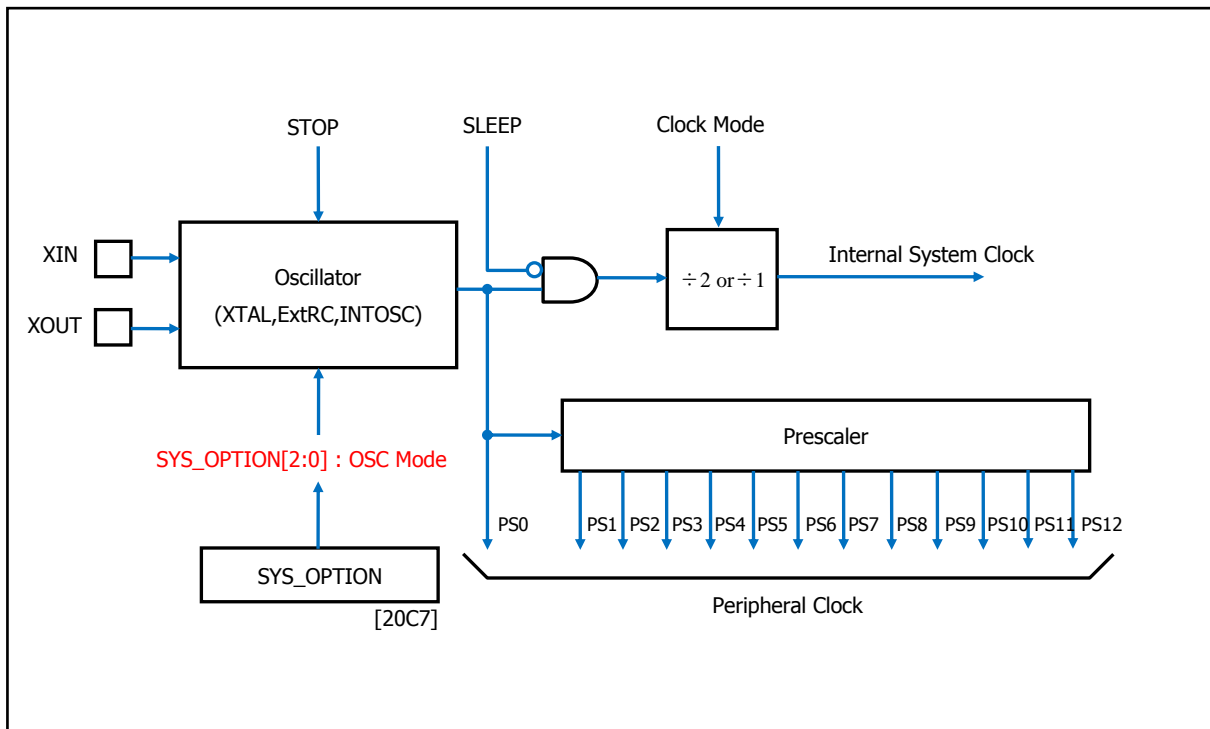 STOP
SLEEP
Clock Mode
XIN
XOUT
Oscillator
(XTAL,ExtRC,INTOSC)
÷2 or÷1
Internal System Clock
Prescaler
SYS_OPTION[2:0] : OSC Mode
PS0
PS1
PS2
PS3
PS4
PS5
PS6
PS7
PS8
PS9
PS10
PS11
PS12
SYS_OPTION
[20C7]
Peripheral Clock